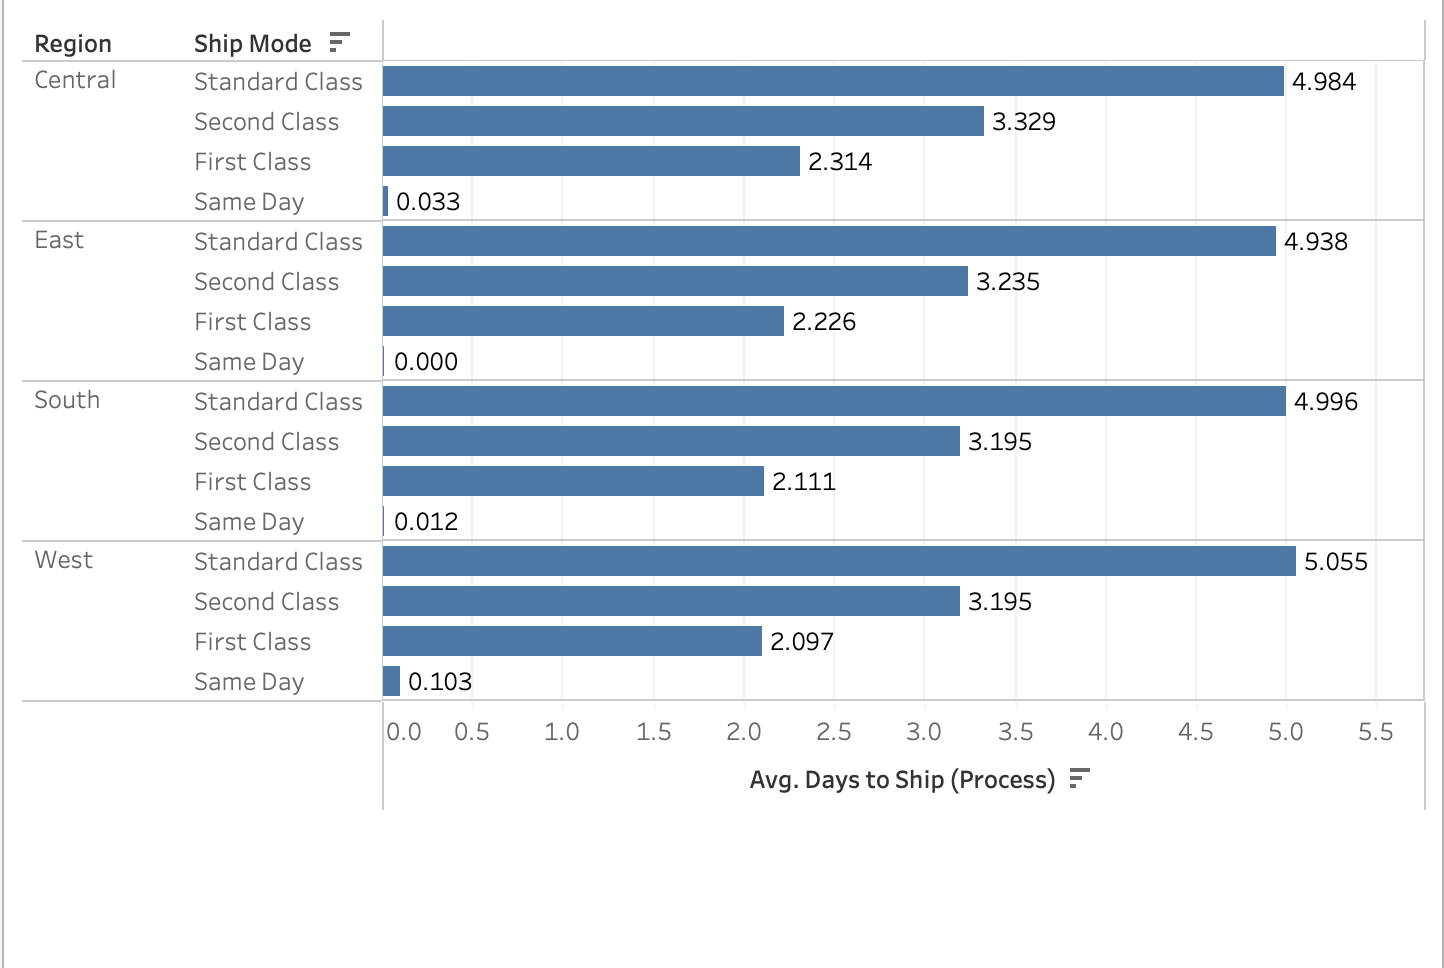 Region Ship Mode
Central Standard Class 4.984
Second Class 3.329
First Class 2.314
Same Day 0.033
East Standard Class 4.938
Second Class 3.235
First Class 2.226
Same Day 0.000
South Standard Class 4.996
Second Class 3.195
First Class 2.111
Same Day 0.012
West Standard Class 5.055
Second Class 3.195
First Class 2.097
Same Day 0.103
0.0 0.5 1.0 1.5 2.0 2.5 3.0 3.5 4.0 4.5 5.0 5.5
Avg. Days to Ship (Process)